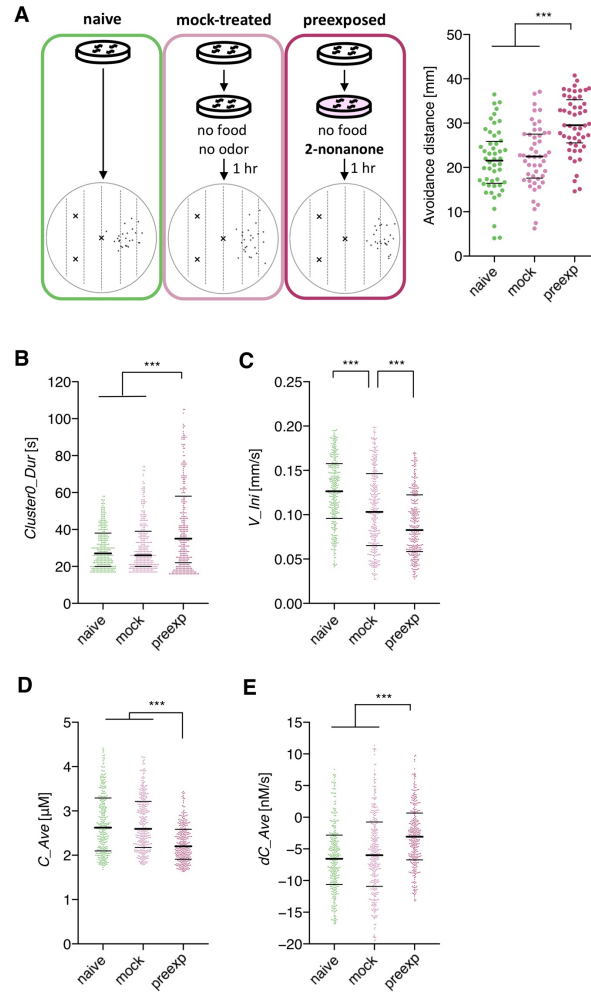 A
naive
mock-treated
preexposed
no food
no odor
1 hr
no food
2-nonanone
1 hr
***
Avoidance distance [mm]
50
40
30
20
10
0
naive
mock
preexp
B
***
Cluster0_Dur [s]
120
100
80
60
40
20
0
naive
mock
preexp
C
*** ***
V_Ini [mm/s]
0.25
0.20
0.15
0.10
0.05
0.00
naive
mock
preexp
D
***
C_Ave [µM]
5
4
3
2
1
0
naive
mock
preexp
E
***
dC_Ave [nM/s]
15
10
5
0
−5
−10
−15
−20
naive
mock
preexp